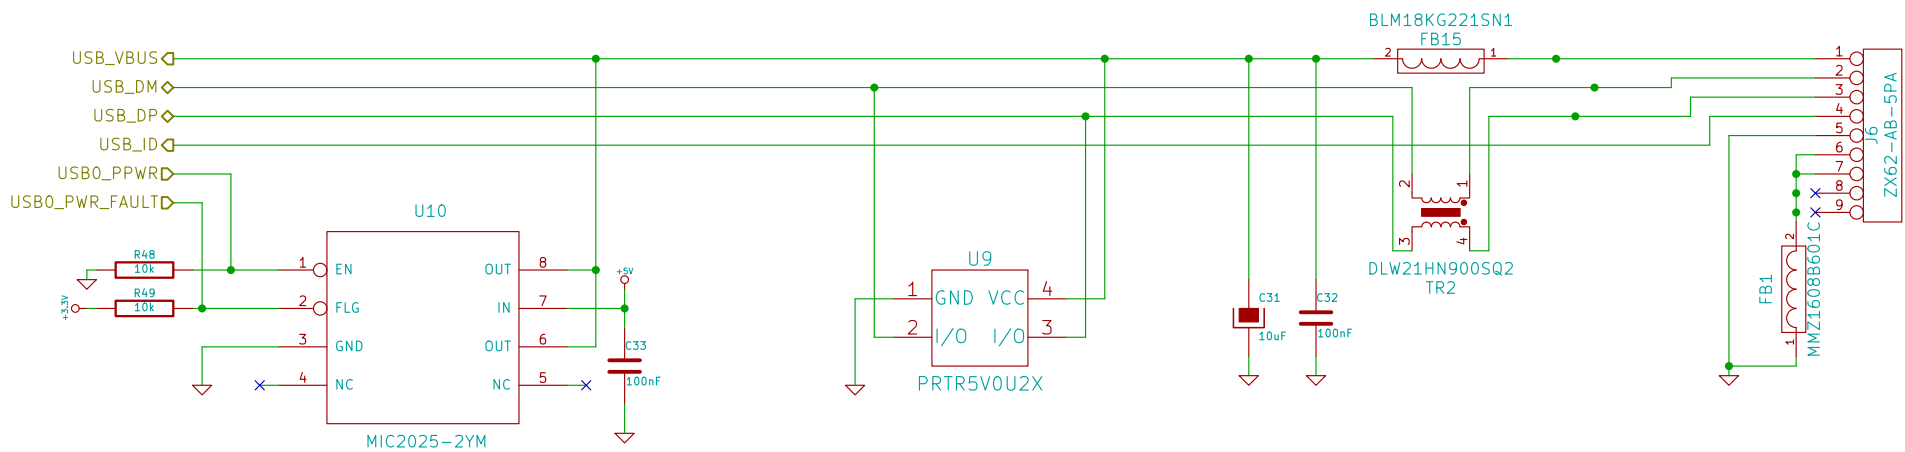 BLM18KG221SN1
FB15
2
1
USB_VBUS
USB_DM
USB_DP
USB_ID
USB0_PPWR
USB0_PWR_FAULT
1
2
3
4
5
6
7
8
9
J6
ZX62-AB-5PA
U10
R48
10k
R49
10k
+3.3V
1
EN
2
FLG
3
GND
4
NC
OUT
8
IN
7
OUT
6
NC
5
MIC2025-2YM
+5V
C33
100nF
U9
1
GND
2
I/O
VCC
4
I/O
3
PRTR5V0U2X
C31
10uF
C32
100nF
2
1
3
4
DLW21HN900SQ2
TR2
2
FB1
MMZ1608B601C
1